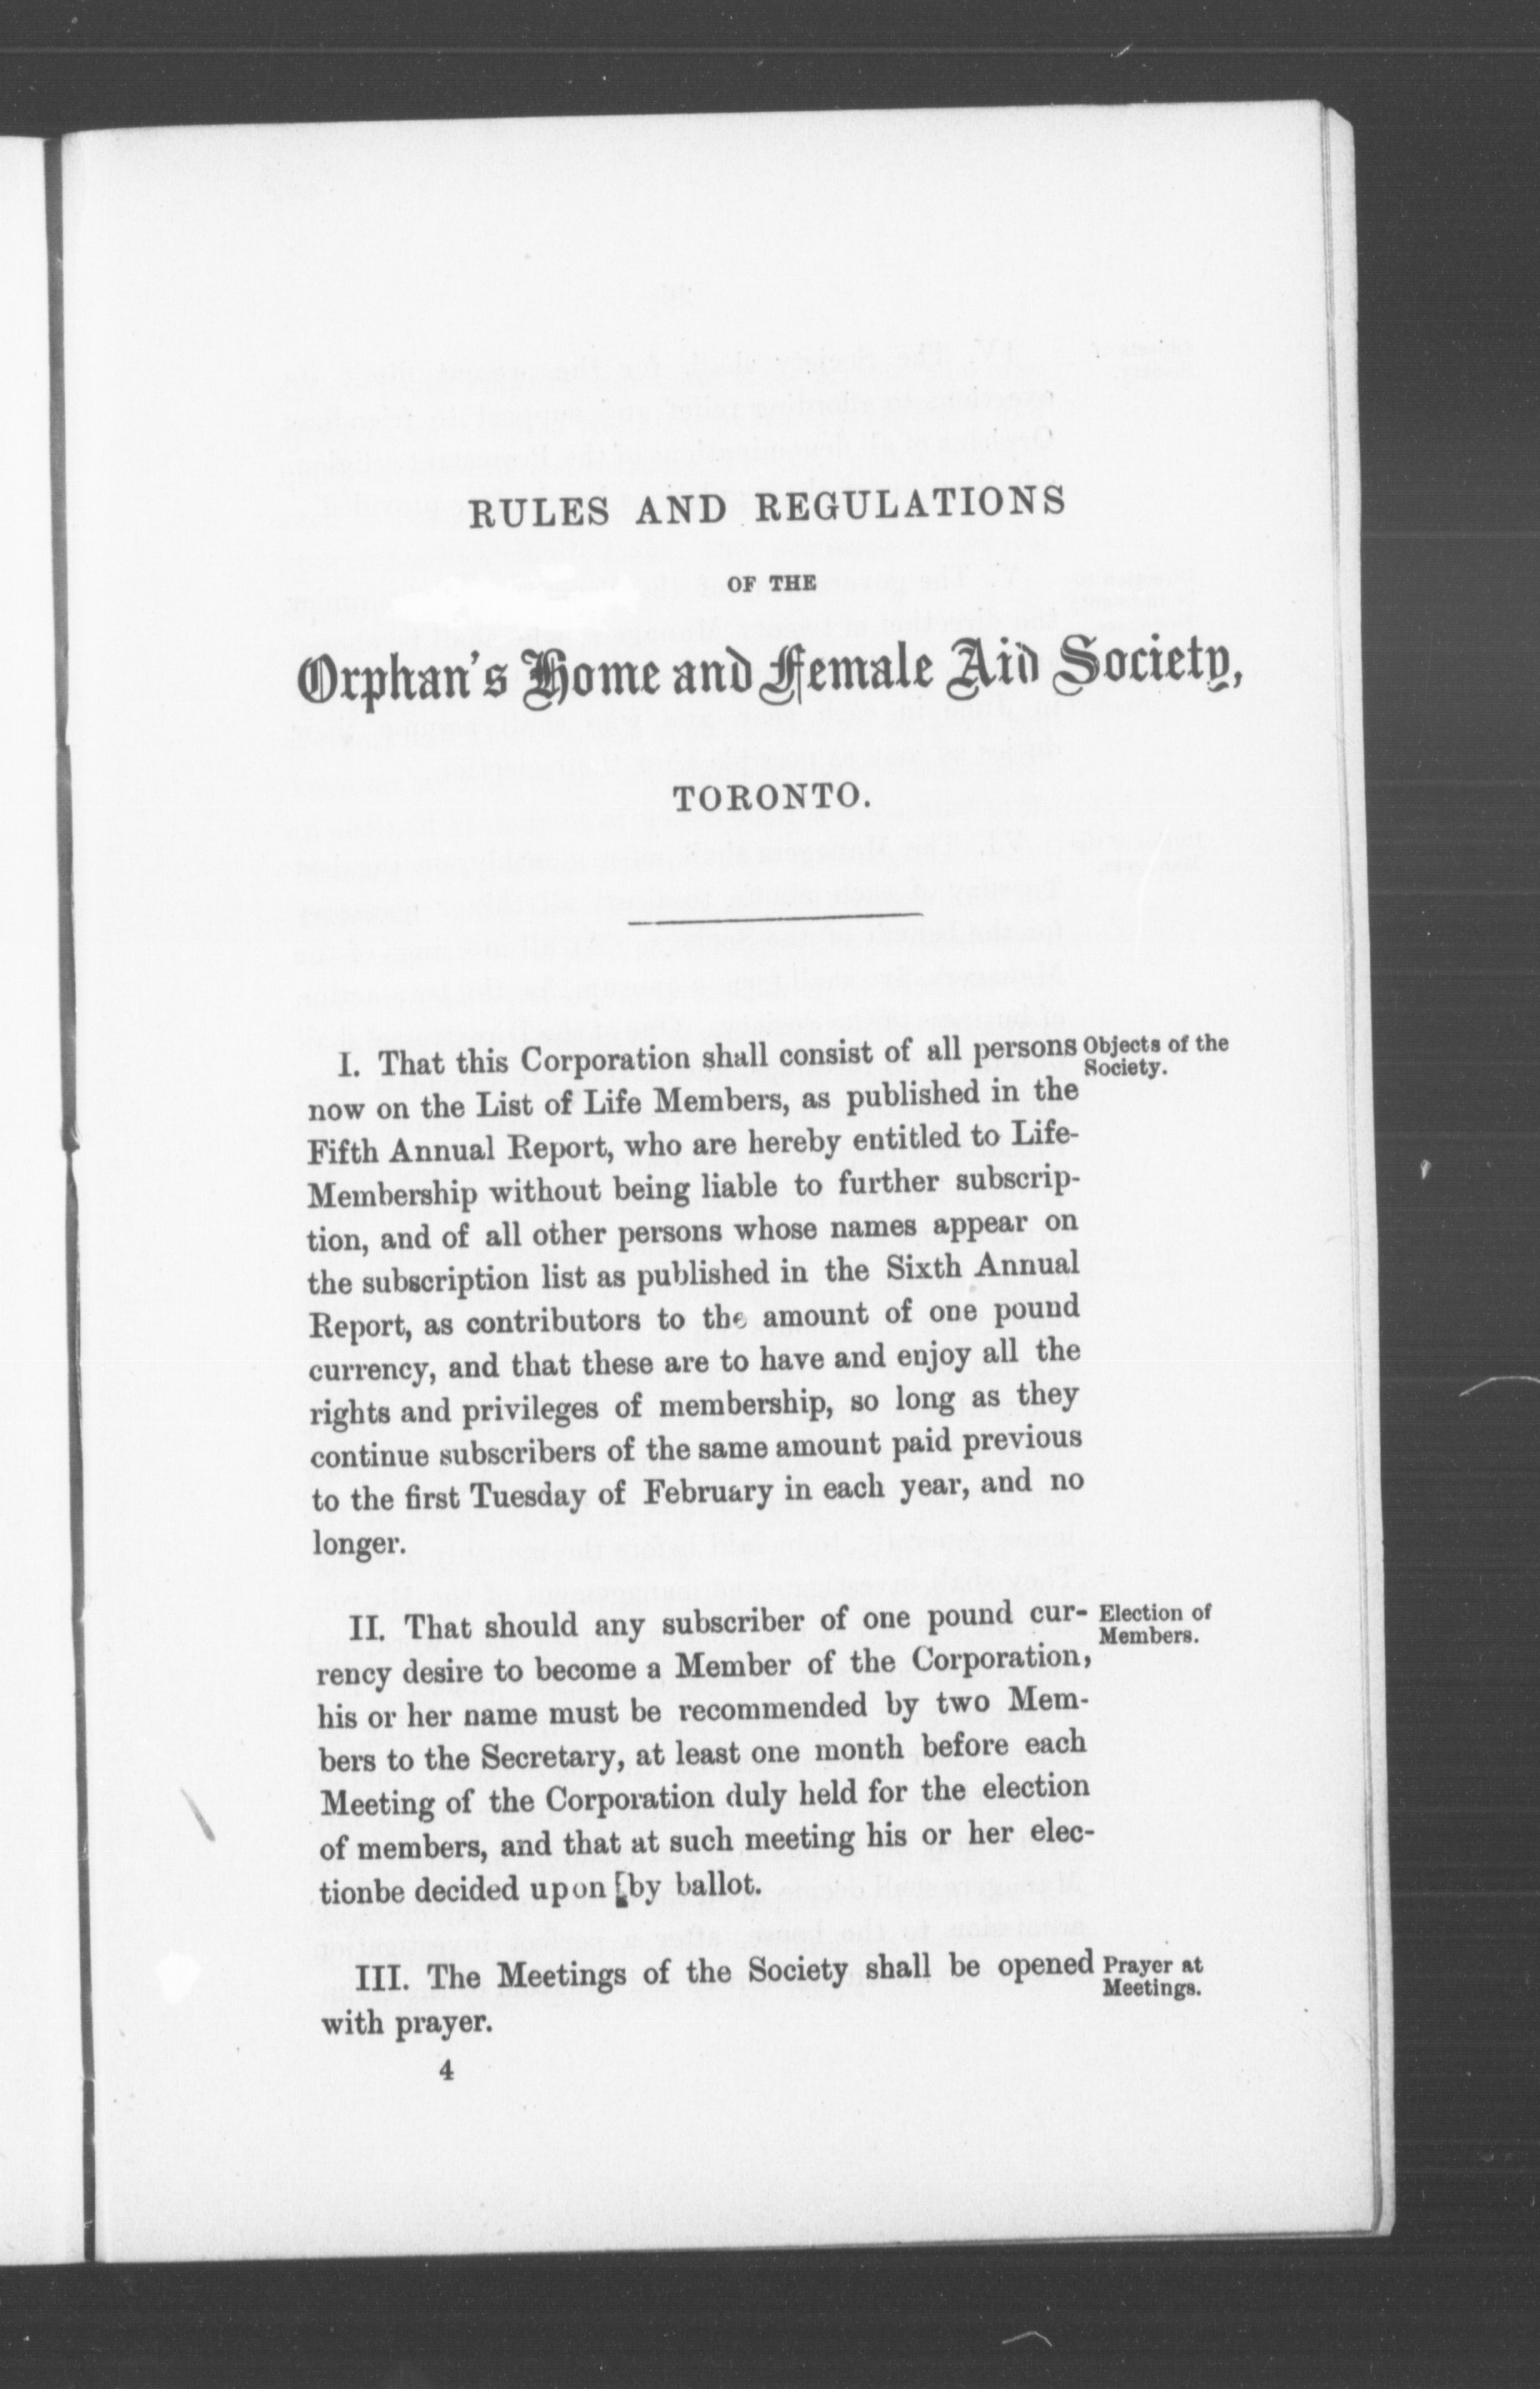 RULES AND REGULATIONS
OF THE
Orphan's Home and Female Aid Society,
TORONTO.
I. That this Corporation shall consist of all persons
Objects of the
Society.
now on the List of Life Members, as published in the
Fifth Annual Report, who are hereby entitled to Life-
Membership without being liable to further subscrip-
tion, and of all other persons whose names appear on
the subscription list as published in the Sixth Annual
Report, as contributors to the amount of one pound
currency, and that these are to have and enjoy all the
rights and privileges of membership, so long as they
continue subscribers of the same amount paid previous
to the first Tuesday of February in each year, and no
longer.
II. That should any subscriber of one pound cur-
Election of
Members.
rency desire to become a Member of the Corporation,
his or her name must be recommended by two Mem-
bers to the Secretary, at least one month before each
Meeting of the Corporation duly held for the election
of members, and that at such meeting his or her elec-
tionbe decided upon [by ballot.
III. The Meetings of the Society shall be opened
Prayer at
Meetings.
with prayer.
4